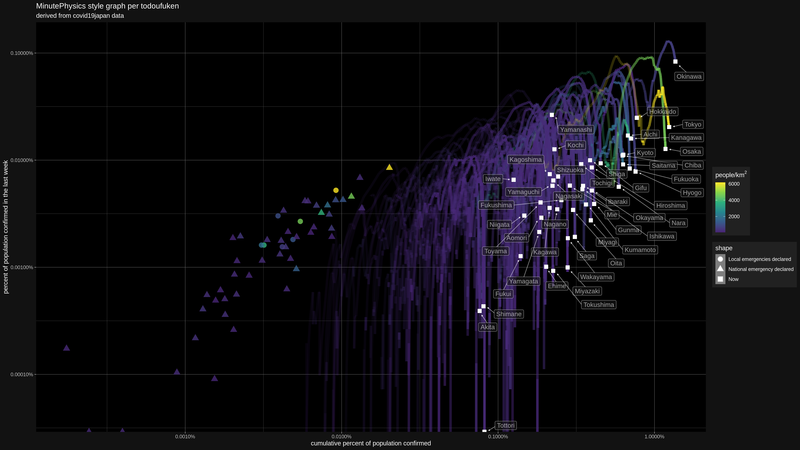 MinutePhysics style graph per todoufuken
derived from covid19japan data
percent of population confirmed in the last week
0.10000%
0.01000%
0.00100%
0.00010%
Okinawa
Hokkaido
Tokyo
Yamanashi
Aichi
Kanagawa
Kochi
Osaka
Kyoto
Kagoshima
Saitama
Chiba
Shizuoka
Shiga
Iwate
Fukuoka
Tochigi
Gifu
Yamaguchi
Hyogo
Nagasaki
Ibaraki
Fukushima
Hiroshima
Mie
Okayama
Niigata
Nagano
Nara
Gunma
Aomori
Ishikawa
Miyagi
Toyama
Kagawa
Kumamoto
Saga
Oita
Yamagata
Wakayama
Fukui
Ehime
Miyazaki
Tokushima
Shimane
Akita
Tottori
0.0010%
0.0100%
0.1000%
1.0000%
cumulative percent of population confirmed
people/km²
6000
4000
2000
shape
Local emergencies declared
National emergency declared
Now